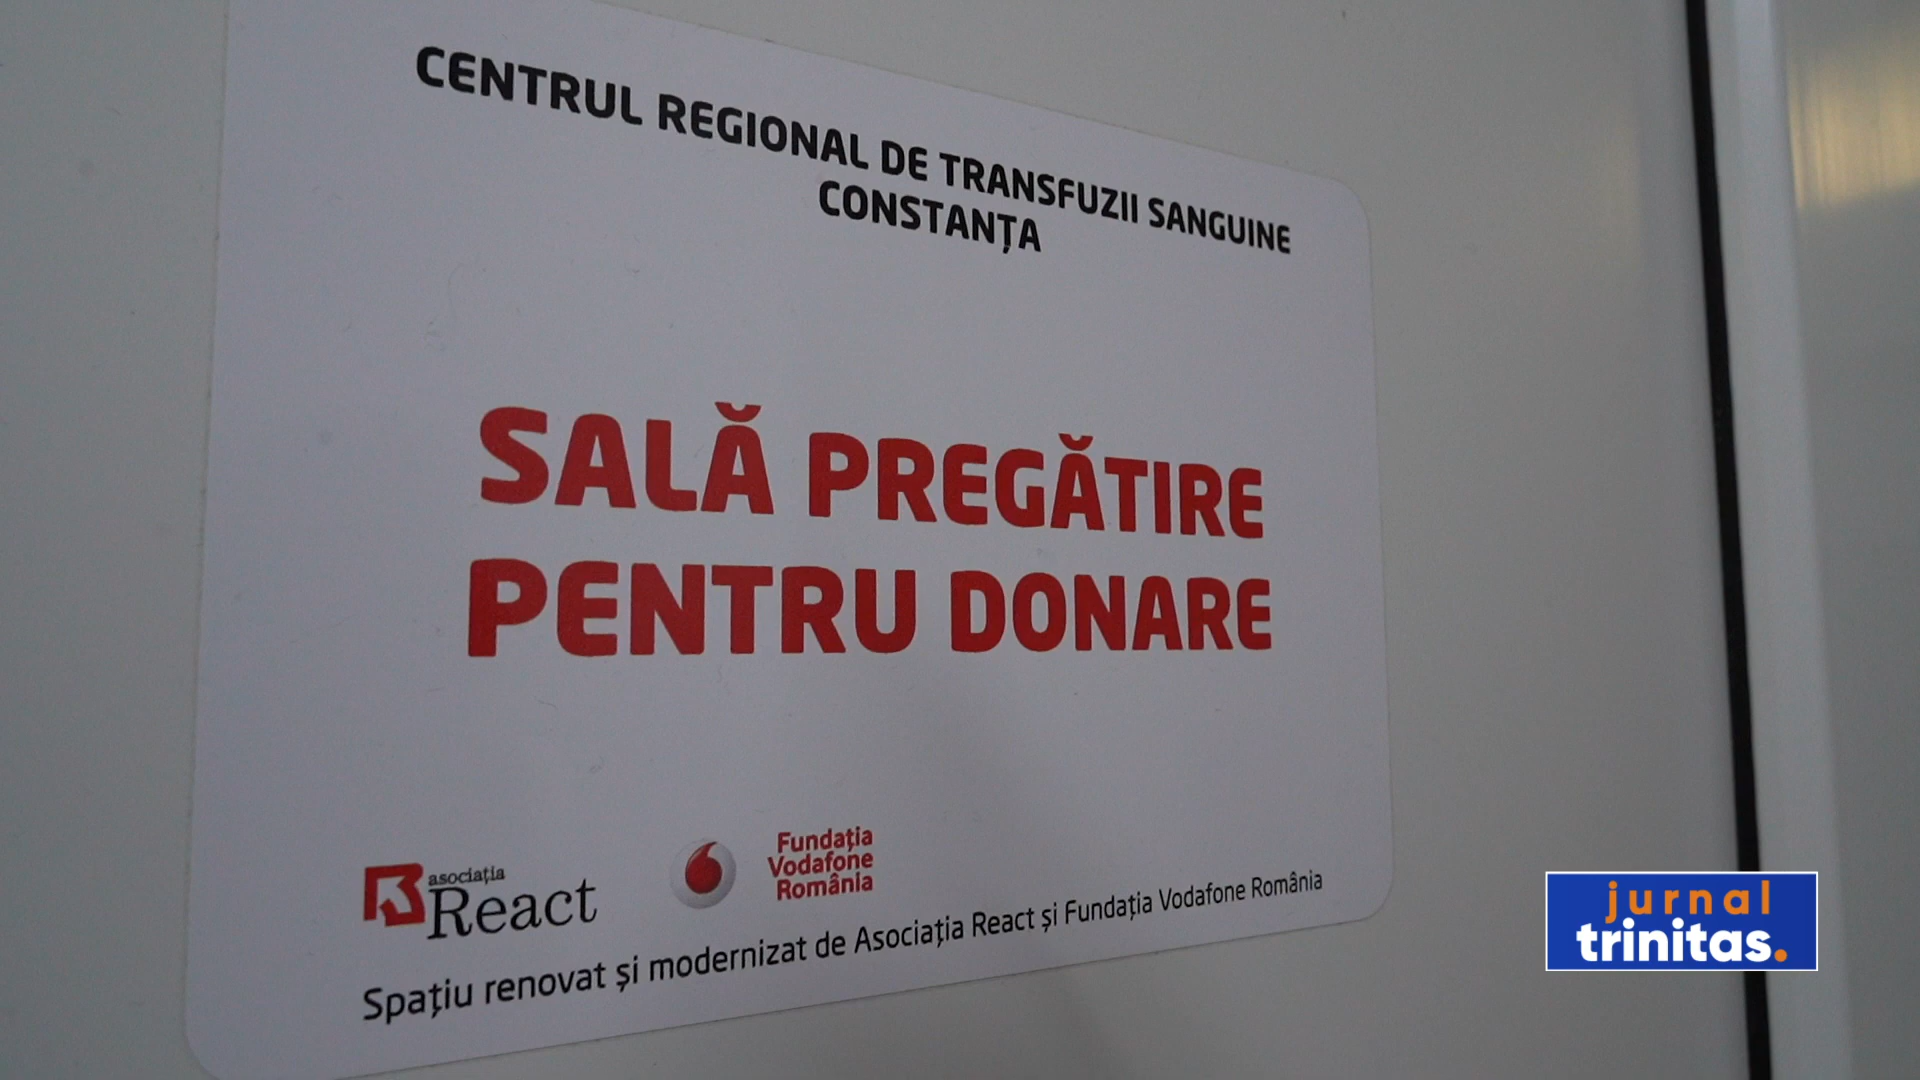 CENTRUL REGIONAL DE TRANSFUZII SANGUINE
CONSTANȚA
SALĂ PREGĂTIRE
PENTRU DONARE
asociația
React
Fundația
Vodafone
România
Spațiu renovat și modernizat de Asociația React și Fundația Vodafone România
jurnal
trinitas.